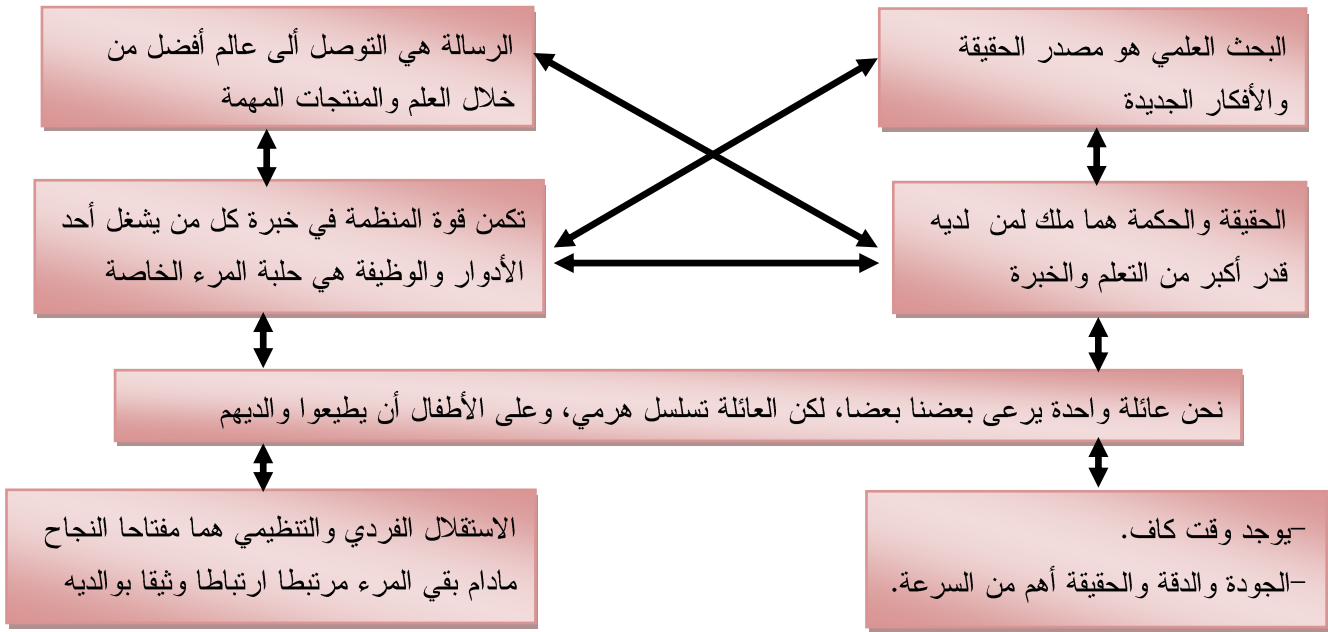 البحث العلمي هو مصدر الحقيقة
والأفكار الجديدة
الرسالة هي التوصل ألى عالم أفضل من
خلال العلم والمنتجات المهمة
الحقيقة والحكمة هما ملك لمن لديه
قدر أكبر من التعلم والخبرة
تكمن قوة المنظمة في خبرة كل من يشغل أحد
الأدوار والوظيفة هي حلبة المرء الخاصة
نحن عائلة واحدة يرعى بعضنا بعضا، لكن العائلة تسلسل هرمي، وعلى الأطفال أن يطيعوا والديهم
-يوجد وقت كاف.
-الجودة والدقة والحقيقة أهم من السرعة.
الاستقلال الفردي والتنظيمي هما مفتاحا النجاح
مادام بقي المرء مرتبطا ارتباطا وثيقا بوالديه